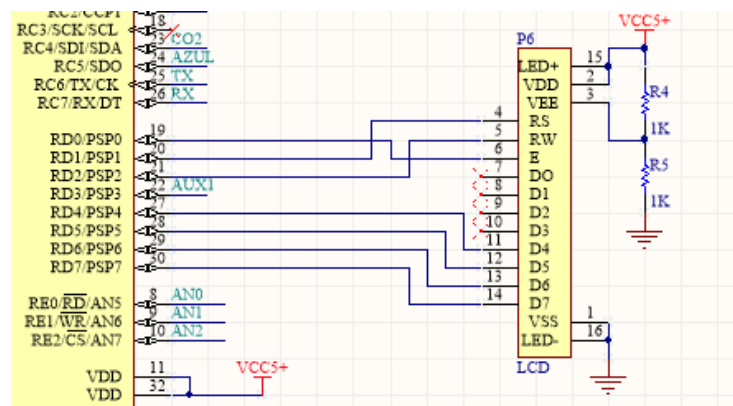 RC2/CCP1
RC3/SCK/SCL 18
RC4/SDI/SDA 23 CO2
RC5/SDO 24 AZUL
RC6/TX/CK 25 TX
RC7/RX/DT 26 RX
RD0/PSP0 19
RD1/PSP1 20
RD2/PSP2 21
RD3/PSP3 22 AUX1
RD4/PSP4 27
RD5/PSP5 28
RD6/PSP6 29
RD7/PSP7 30
RE0/RD/AN5 8 AN0
RE1/WR/AN6 9 AN1
RE2/CS/AN7 10 AN2
VDD 11
VDD 32
VCC5+
P6
15 LED+
2 VDD
3 VEE
4 RS
5 RW
6 E
7 DO
8 D1
9 D2
10 D3
11 D4
12 D5
13 D6
14 D7
1 VSS
16 LED-
LCD
VCC5+
R4
1K
R5
1K